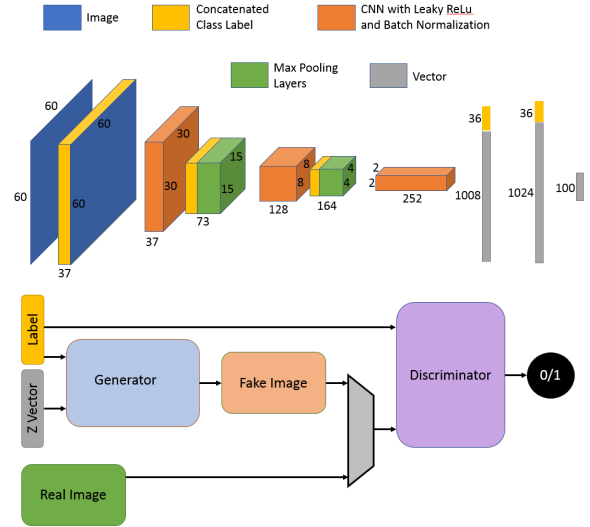 Image
Concatenated
Class Label
CNN with Leaky ReLu
and Batch Normalization
Max Pooling
Layers
Vector
60
60
60
60
37
30
30
37
15
15
73
8
8
128
4
4
164
2
2
252
36
1008
36
1024
100
Label
Z Vector
Generator
Fake Image
Real Image
Discriminator
0/1